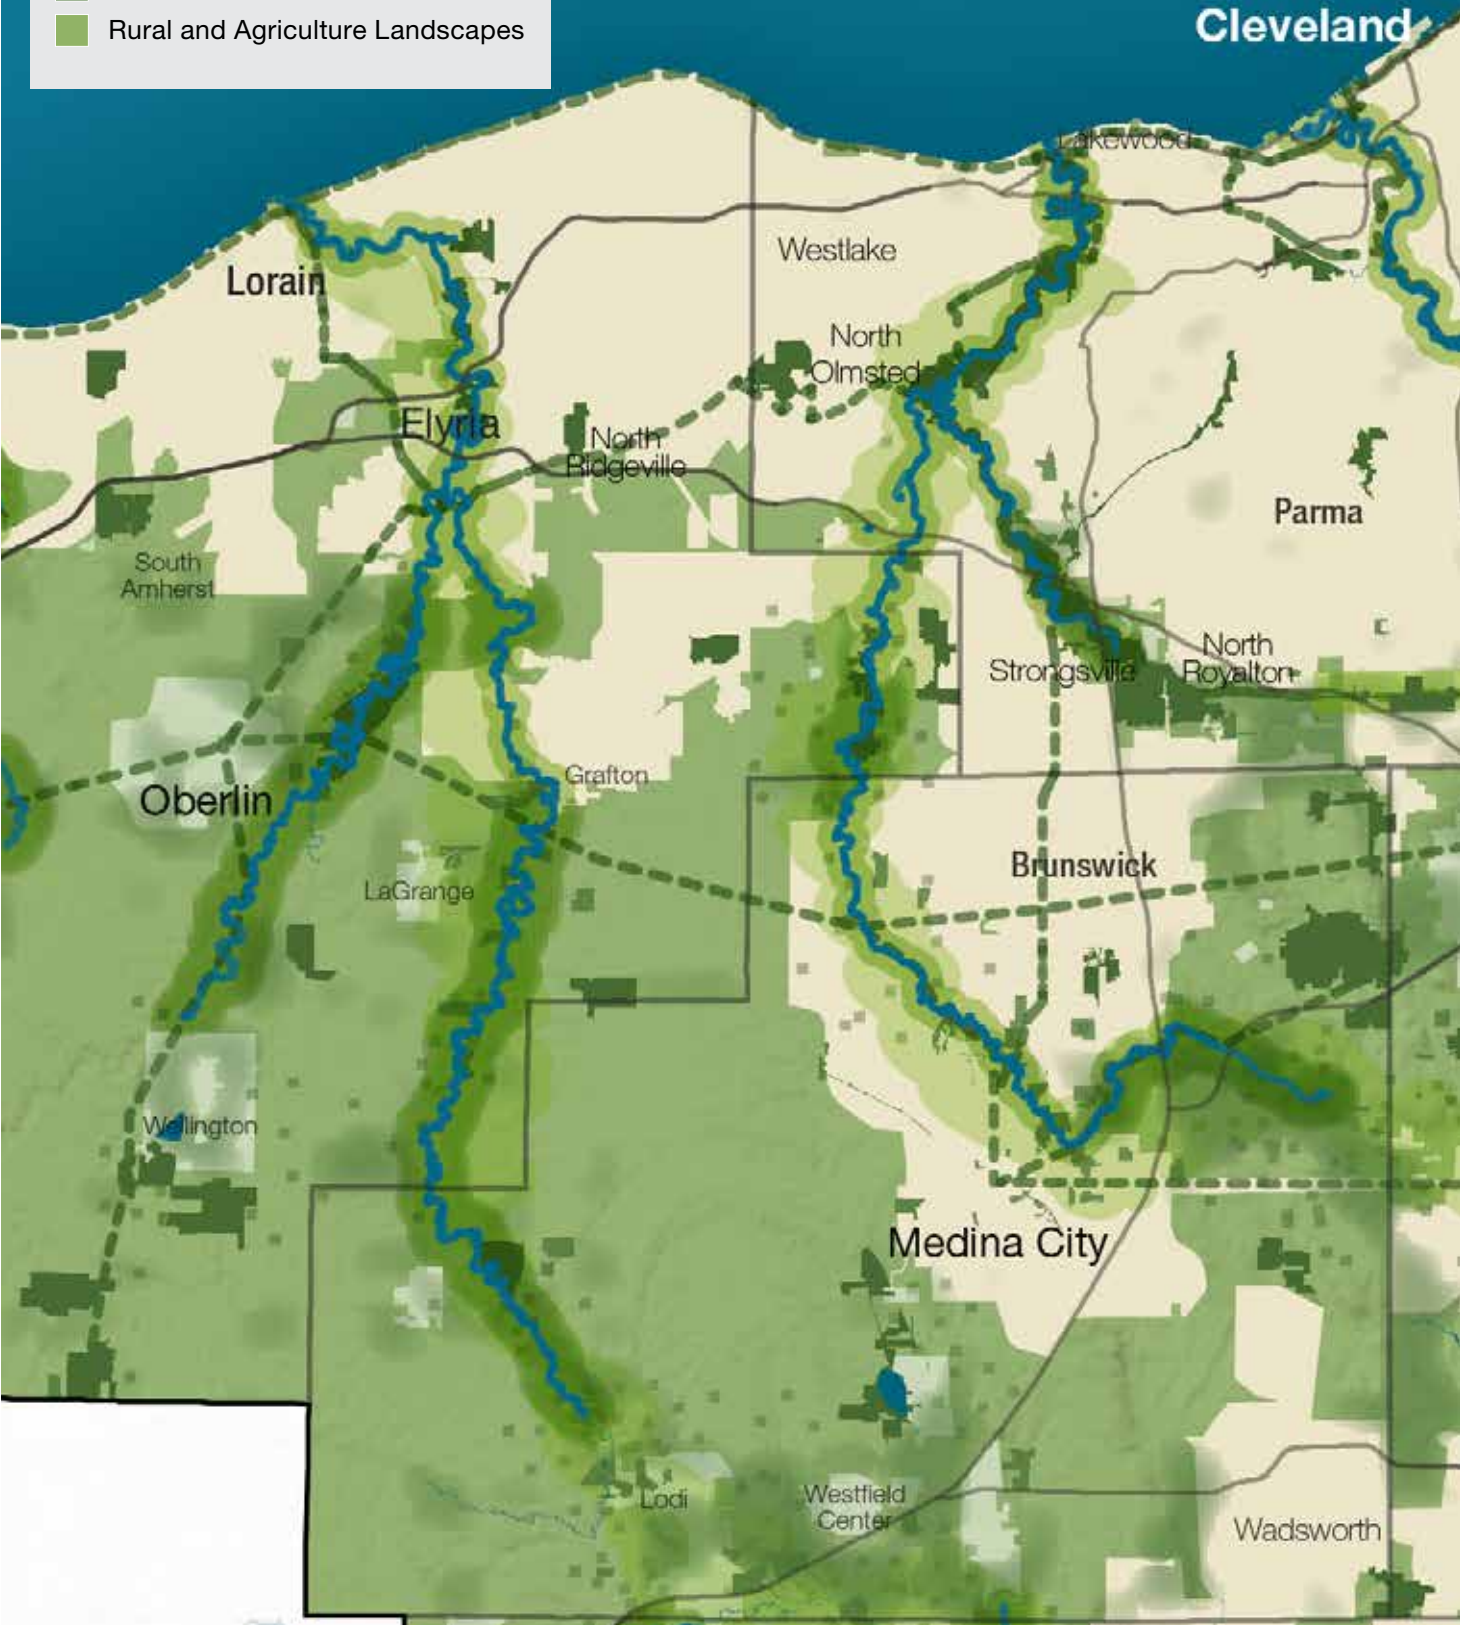 Rural and Agriculture Landscapes
Cleveland
Lakewood
Westlake
Lorain
North
Olmsted
Elyria
North
Ridgeville
Parma
South
Amherst
North
Royalton
Strongsville
Grafton
Oberlin
Brunswick
LaGrange
Wellington
Medina City
Lodi
Westfield
Center
Wadsworth